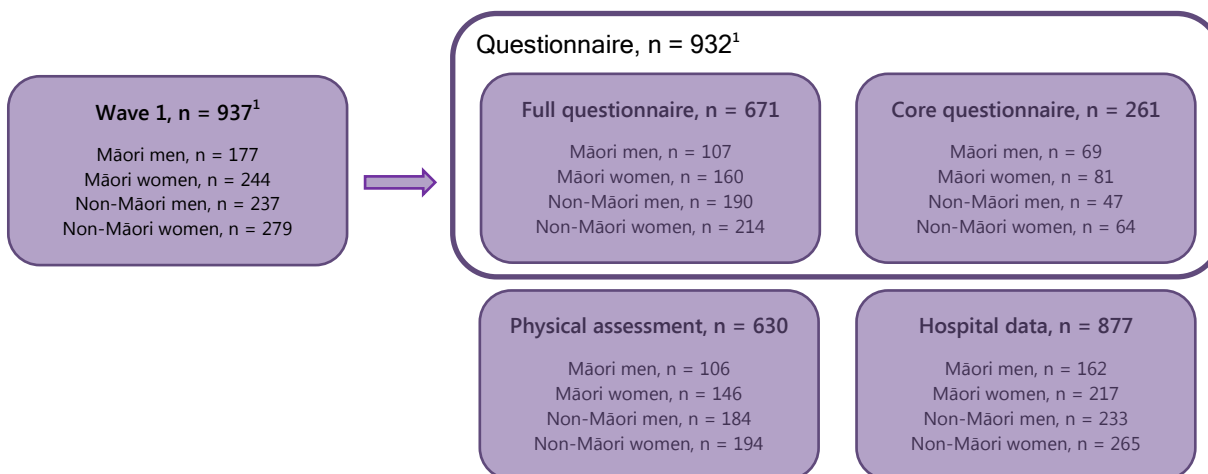 Questionnaire, n = 932¹
Wave 1, n = 937¹
Māori men, n = 177
Māori women, n = 244
Non-Māori men, n = 237
Non-Māori women, n = 279
Full questionnaire, n = 671
Māori men, n = 107
Māori women, n = 160
Non-Māori men, n = 190
Non-Māori women, n = 214
Core questionnaire, n = 261
Māori men, n = 69
Māori women, n = 81
Non-Māori men, n = 47
Non-Māori women, n = 64
Physical assessment, n = 630
Māori men, n = 106
Māori women, n = 146
Non-Māori men, n = 184
Non-Māori women, n = 194
Hospital data, n = 877
Māori men, n = 162
Māori women, n = 217
Non-Māori men, n = 233
Non-Māori women, n = 265